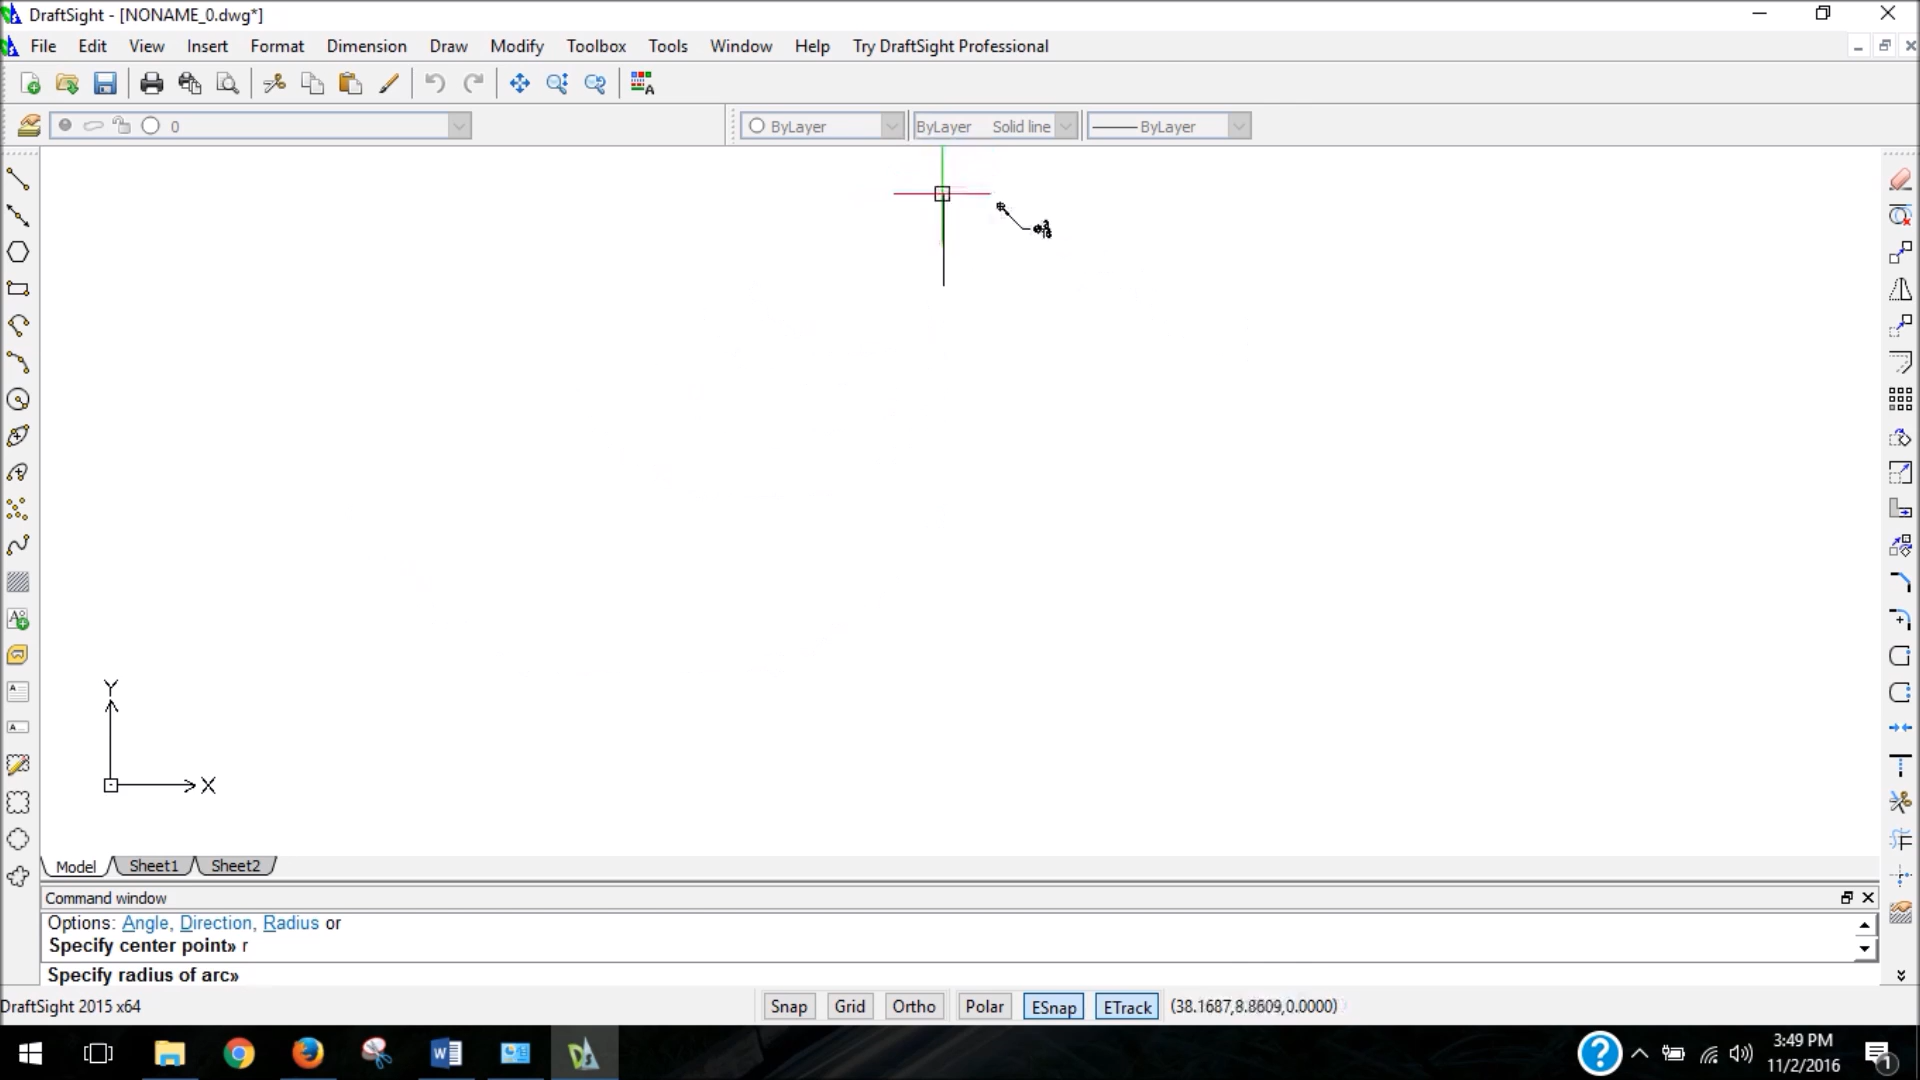 DraftSight - [NONAME_0.dwg*]
File Edit View Insert Format Dimension Draw Modify Toolbox Tools Window Help Try DraftSight Professional
0 ByLayer ByLayer Solid line ByLayer
Y
X
Model Sheet1 Sheet2
Command window
Options: Angle, Direction, Radius or
Specify center point» r
Specify radius of arc»
DraftSight 2015 x64 Snap Grid Ortho Polar ESnap ETrack (38.1687,8.8609,0.0000)
3:49 PM
11/2/2016
1